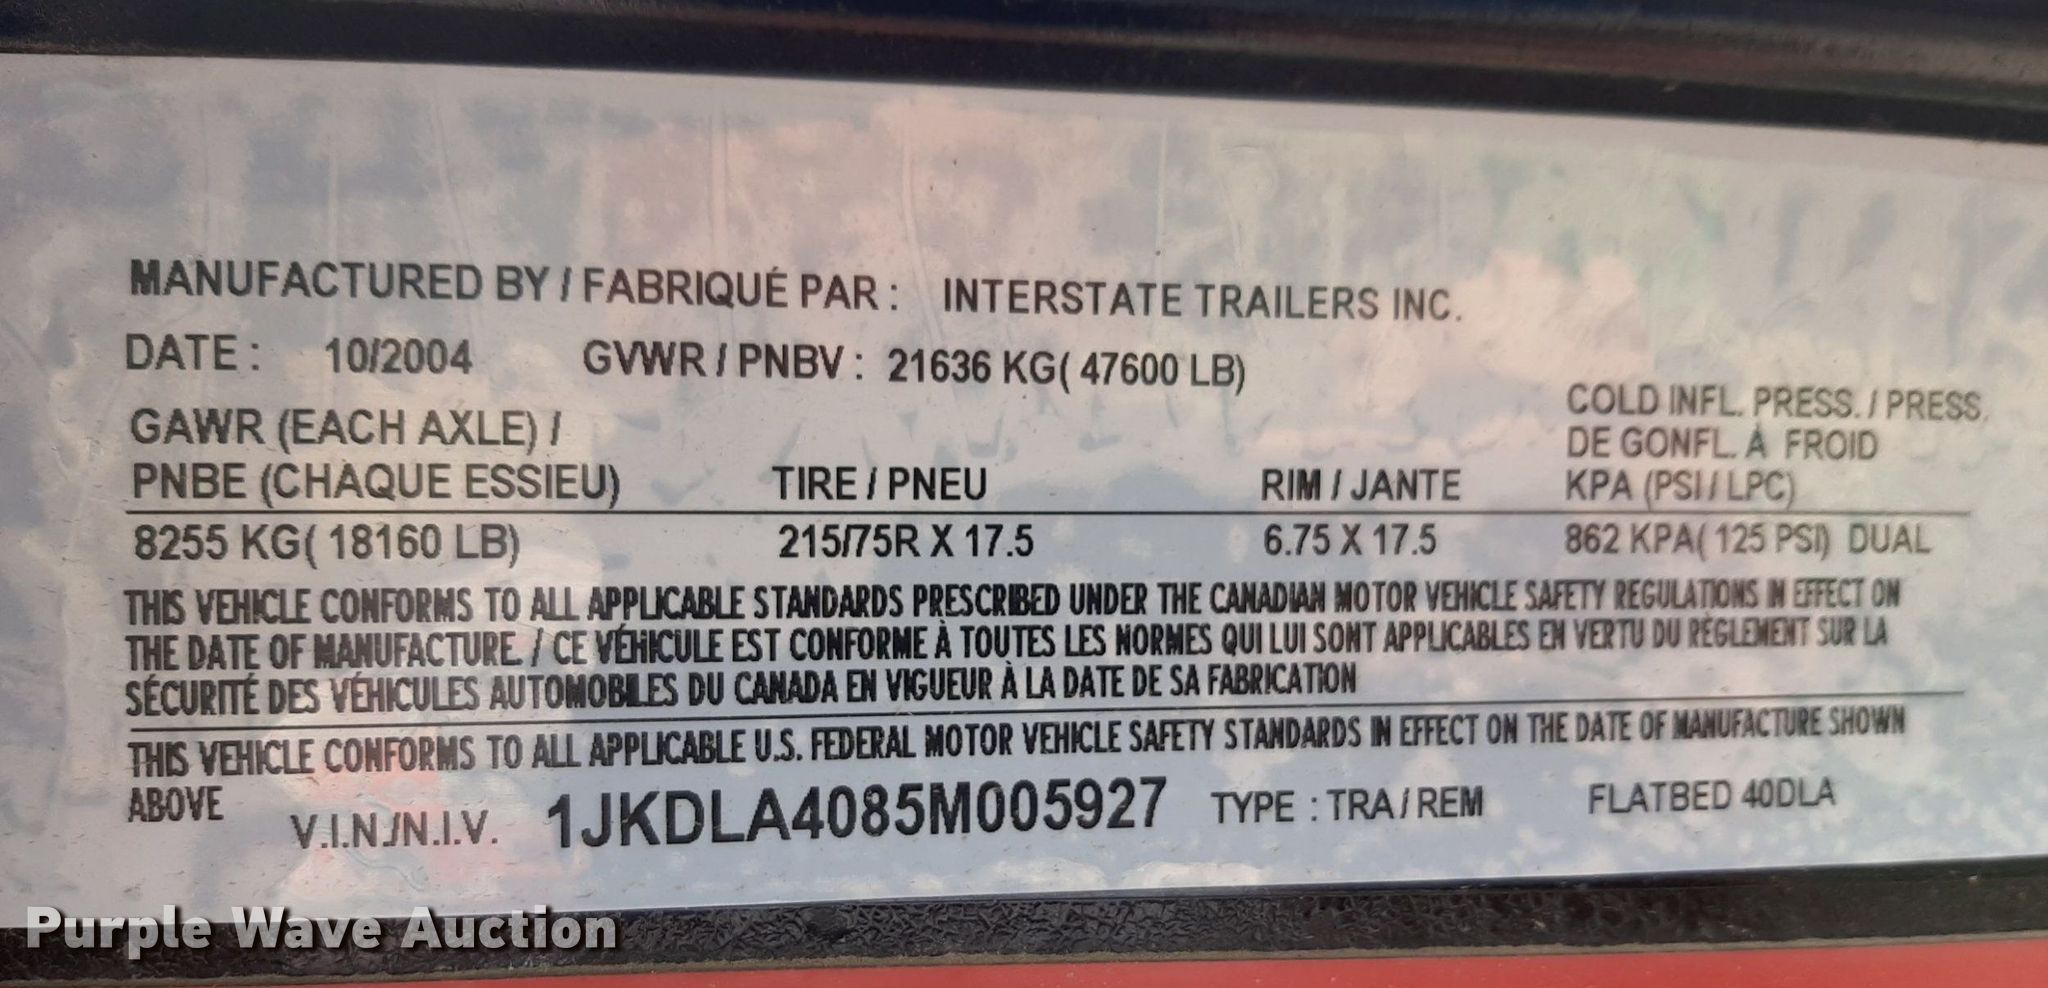 MANUFACTURED BY / FABRIQUÉ PAR : INTERSTATE TRAILERS INC.
DATE : 10/2004 GVWR / PNBV : 21636 KG( 47600 LB)
GAWR (EACH AXLE) /
PNBE (CHAQUE ESSIEU) TIRE / PNEU RIM / JANTE
COLD INFL. PRESS. / PRESS.
DE GONFL. À FROID
KPA (PSI / LPC)
8255 KG( 18160 LB) 215/75R X 17.5 6.75 X 17.5 862 KPA( 125 PSI) DUAL
THIS VEHICLE CONFORMS TO ALL APPLICABLE STANDARDS PRESCRIBED UNDER THE CANADIAN MOTOR VEHICLE SAFETY REGULATIONS IN EFFECT ON
THE DATE OF MANUFACTURE. / CE VÉHICULE EST CONFORME À TOUTES LES NORMES QUI LUI SONT APPLICABLES EN VERTU DU RÈGLEMENT SUR LA
SÉCURITÉ DES VÉHICULES AUTOMOBILES DU CANADA EN VIGUEUR À LA DATE DE SA FABRICATION
THIS VEHICLE CONFORMS TO ALL APPLICABLE U.S. FEDERAL MOTOR VEHICLE SAFETY STANDARDS IN EFFECT ON THE DATE OF MANUFACTURE SHOWN
ABOVE
V.I.N./N.I.V. 1JKDLA4085M005927 TYPE : TRA / REM FLATBED 40DLA
Purple Wave Auction